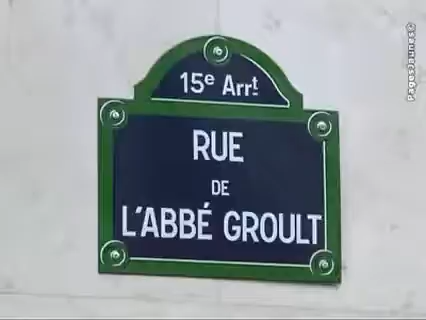 15e Arrt
RUE
DE
L'ABBÉ GROULT
PagesJaunes©